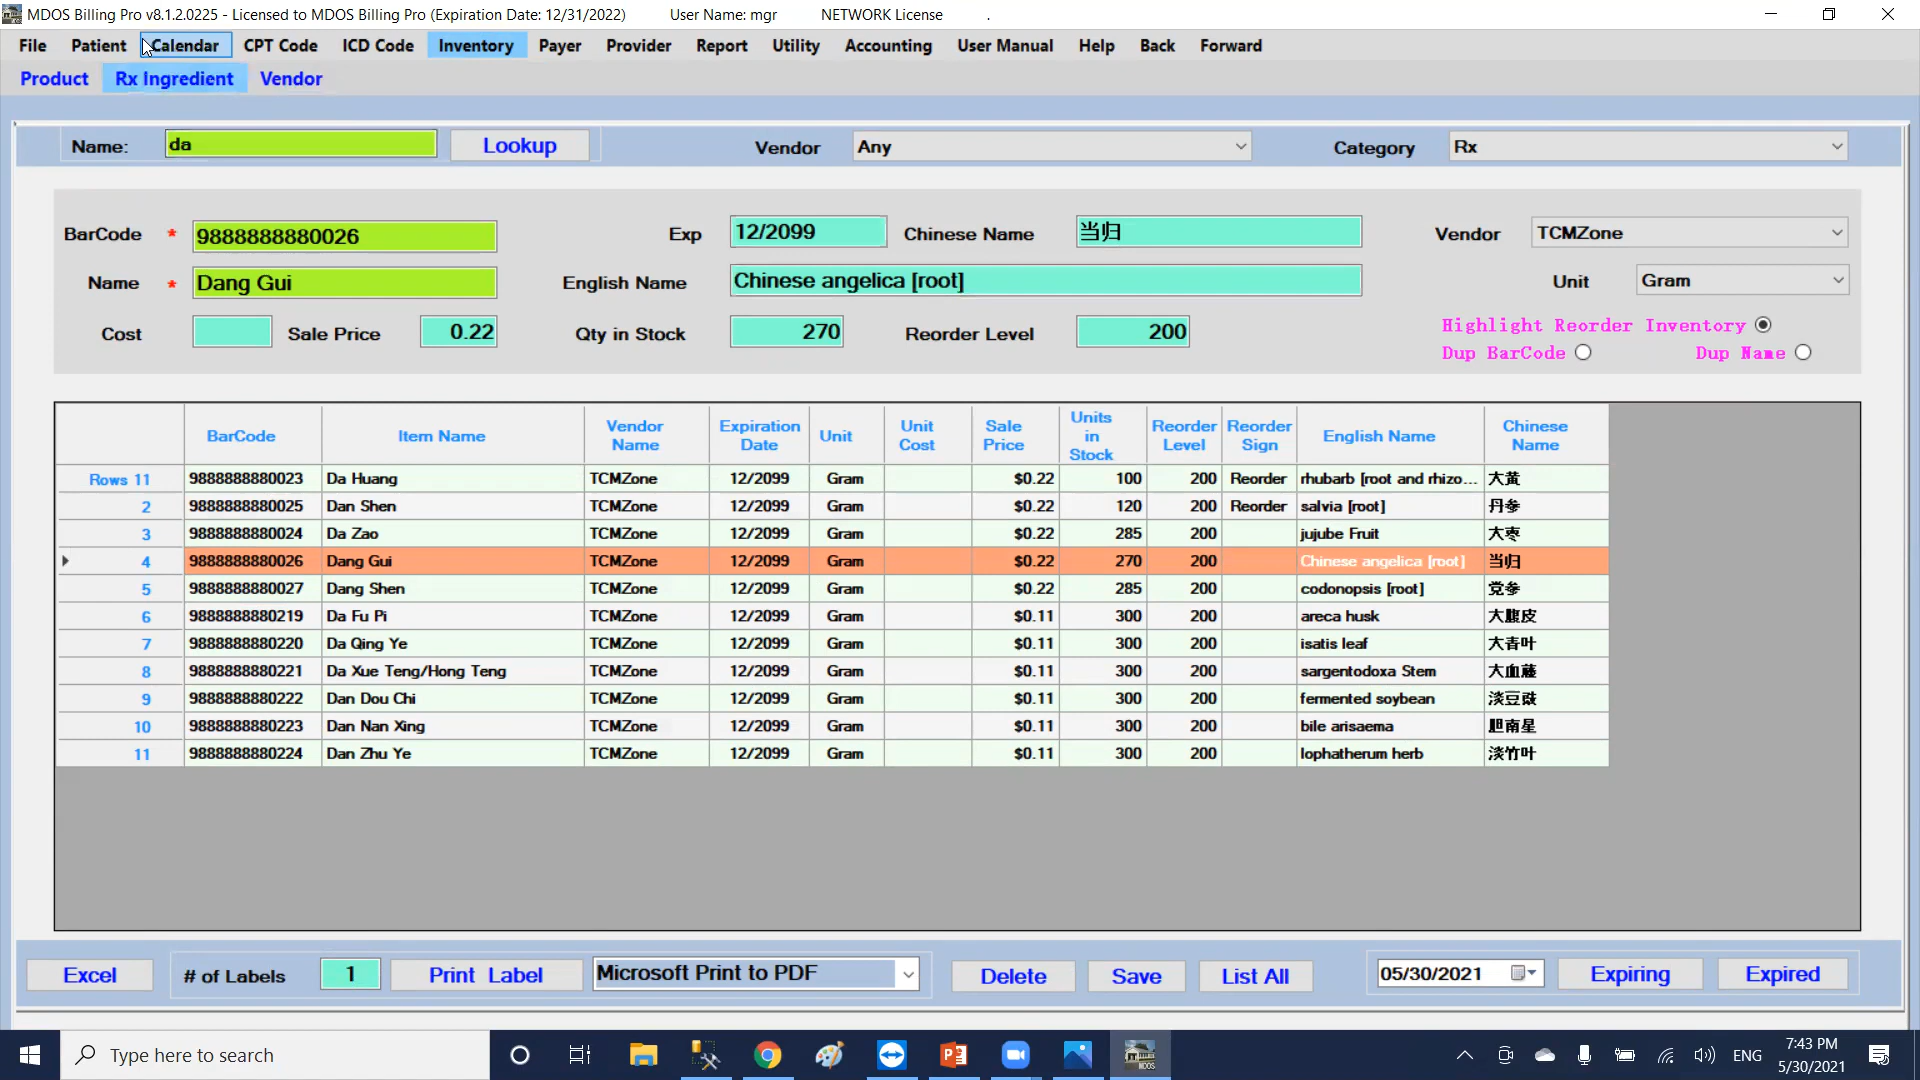 MDOS Billing Pro v8.1.2.0225 - Licensed to MDOS Billing Pro (Expiration Date: 12/31/2022) User Name: mgr NETWORK License .
File Patient Calendar CPT Code ICD Code Inventory Payer Provider Report Utility Accounting User Manual Help Back Forward
Product Rx Ingredient Vendor
Name: da Lookup Vendor Any Category Rx
BarCode * 9888888880026 Exp 12/2099 Chinese Name 当归 Vendor TCMZone
Name * Dang Gui English Name Chinese angelica [root] Unit Gram
Cost Sale Price 0.22 Qty in Stock 270 Reorder Level 200
Highlight Reorder Inventory
Dup BarCode Dup Name
BarCode Item Name Vendor Name Expiration Date Unit Unit Cost Sale Price Units in Stock Reorder Level Reorder Sign English Name Chinese Name
Rows 11 9888888880023 Da Huang TCMZone 12/2099 Gram $0.22 100 200 Reorder rhubarb [root and rhizo... 大黄
2 9888888880025 Dan Shen TCMZone 12/2099 Gram $0.22 120 200 Reorder salvia [root] 丹参
3 9888888880024 Da Zao TCMZone 12/2099 Gram $0.22 285 200 jujube Fruit 大枣
4 9888888880026 Dang Gui TCMZone 12/2099 Gram $0.22 270 200 Chinese angelica [root] 当归
5 9888888880027 Dang Shen TCMZone 12/2099 Gram $0.22 285 200 codonopsis [root] 党参
6 9888888880219 Da Fu Pi TCMZone 12/2099 Gram $0.11 300 200 areca husk 大腹皮
7 9888888880220 Da Qing Ye TCMZone 12/2099 Gram $0.11 300 200 isatis leaf 大青叶
8 9888888880221 Da Xue Teng/Hong Teng TCMZone 12/2099 Gram $0.11 300 200 sargentodoxa Stem 大血藤
9 9888888880222 Dan Dou Chi TCMZone 12/2099 Gram $0.11 300 200 fermented soybean 淡豆豉
10 9888888880223 Dan Nan Xing TCMZone 12/2099 Gram $0.11 300 200 bile arisaema 胆南星
11 9888888880224 Dan Zhu Ye TCMZone 12/2099 Gram $0.11 300 200 lophatherum herb 淡竹叶
Excel # of Labels 1 Print Label Microsoft Print to PDF Delete Save List All 05/30/2021 Expiring Expired
Type here to search ENG 7:43 PM
5/30/2021